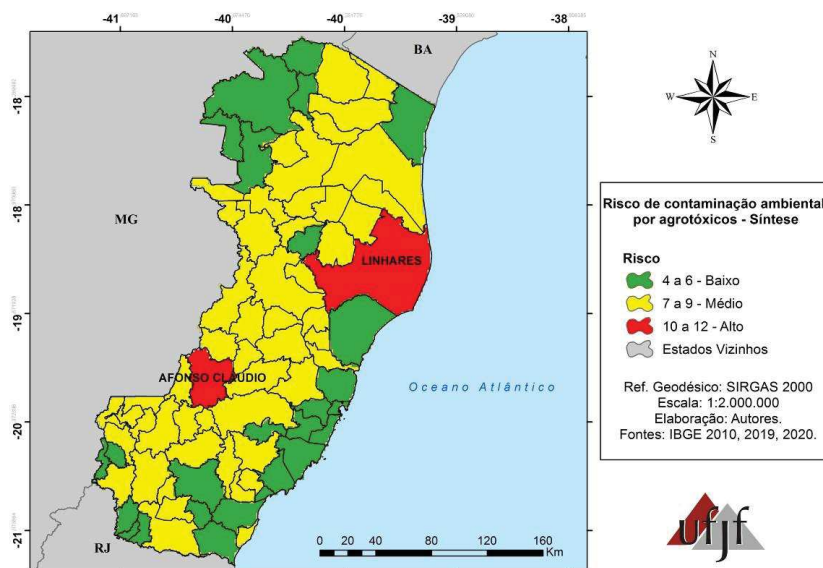 -41
-40
-40
-39
-38
BA
-18
-18
-19
-20
-21
MG
LINHARES
AFONSO CLÁUDIO
Oceano Atlântico
RJ
0 20 40 80 120 160
Km
N
W
E
S
Risco de contaminação ambiental
por agrotóxicos - Síntese
Risco
4 a 6 - Baixo
7 a 9 - Médio
10 a 12 - Alto
Estados Vizinhos
Ref. Geodésico: SIRGAS 2000
Escala: 1:2.000.000
Elaboração: Autores.
Fontes: IBGE 2010, 2019, 2020.
ufjf